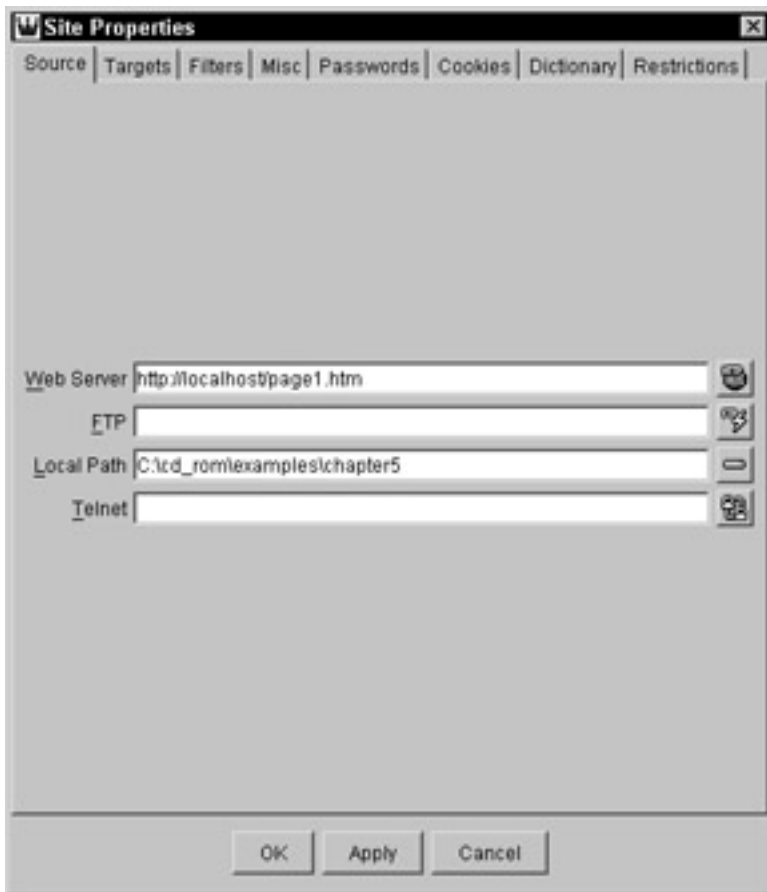 Site Properties
Source Targets Filters Misc Passwords Cookies Dictionary Restrictions
Web Server http://localhost/page1.htm
FTP
Local Path C:\cd_rom\examples\chapter5
Telnet
OK Apply Cancel